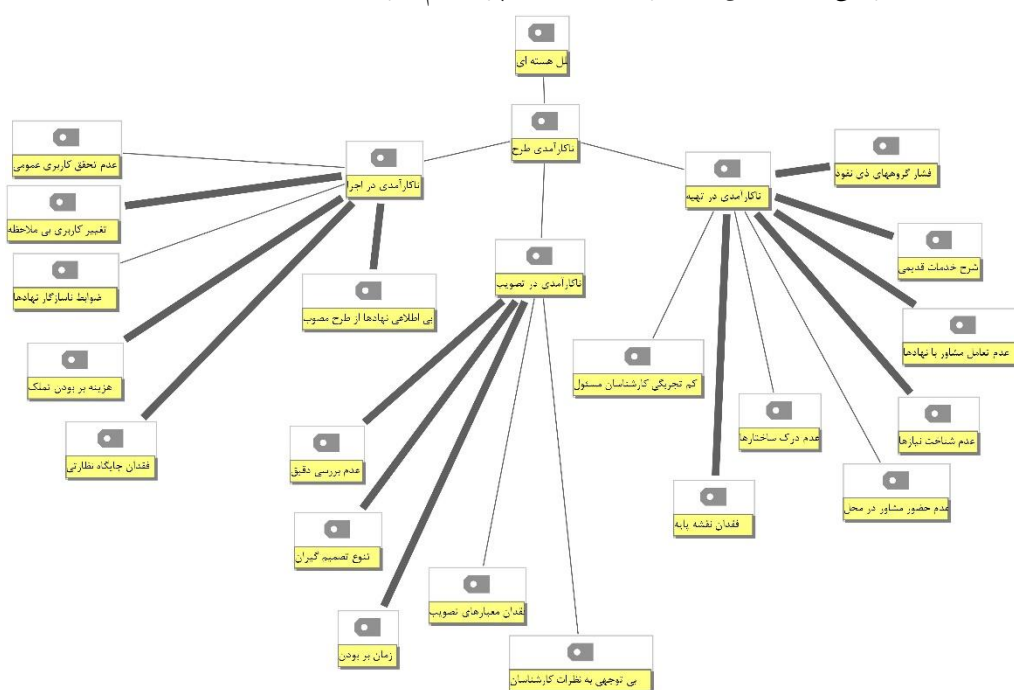 علل هسته ای
ناکارآمدی طرح
ناکارآمدی در اجرا
ناکارآمدی در تهیه
ناکارآمدی در تصویب
فشار گروههای ذی نفوذ
شرح خدمات قدیمی
عدم تعامل مشاور با نهادها
عدم شناخت نیازها
عدم حضور مشاور در محل
عدم درک ساختارها
فقدان نقشه پایه
کم تجربگی کارشناسان مسئول
عدم تحقق کاربری عمومی
تغییر کاربری بی ملاحظه
ضوابط ناسازگار نهادها
هزینه بر بودن تملک
فقدان جایگاه نظارتی
بی اطلاعی نهادها از طرح مصوب
عدم بررسی دقیق
تنوع تصمیم گیران
زمان بر بودن
فقدان معیارهای تصویب
بی توجهی به نظرات کارشناسان